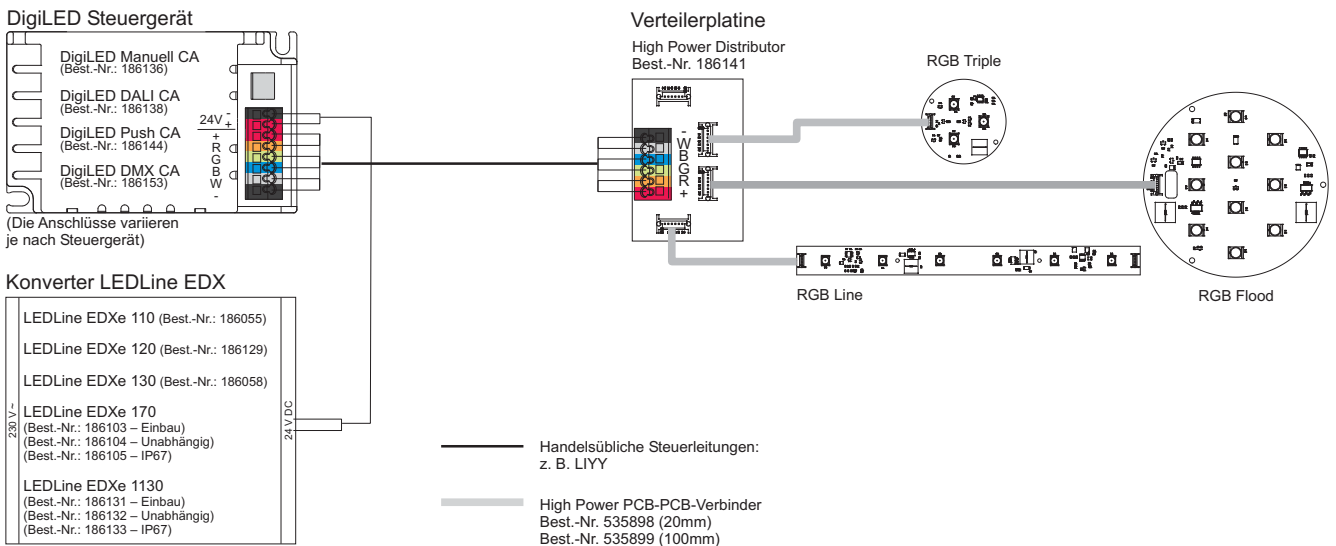 DigiLED Steuergerät
DigiLED Manuell CA
(Best.-Nr.: 186136)
DigiLED DALI CA
(Best.-Nr.: 186138)
DigiLED Push CA
(Best.-Nr.: 186144)
DigiLED DMX CA
(Best.-Nr.: 186153)
24V
-
+
+
R
G
B
W
-
(Die Anschlüsse variieren
je nach Steuergerät)
Verteilerplatine
High Power Distributor
Best.-Nr. 186141
-
W
B
G
R
+
RGB Triple
RGB Line
RGB Flood
Konverter LEDLine EDX
230 V ~
LEDLine EDXe 110 (Best.-Nr.: 186055)
LEDLine EDXe 120 (Best.-Nr.: 186129)
LEDLine EDXe 130 (Best.-Nr.: 186058)
LEDLine EDXe 170
(Best.-Nr.: 186103 – Einbau)
(Best.-Nr.: 186104 – Unabhängig)
(Best.-Nr.: 186105 – IP67)
LEDLine EDXe 1130
(Best.-Nr.: 186131 – Einbau)
(Best.-Nr.: 186132 – Unabhängig)
(Best.-Nr.: 186133 – IP67)
24 V DC
Handelsübliche Steuerleitungen:
z. B. LIYY
High Power PCB-PCB-Verbinder
Best.-Nr. 535898 (20mm)
Best.-Nr. 535899 (100mm)